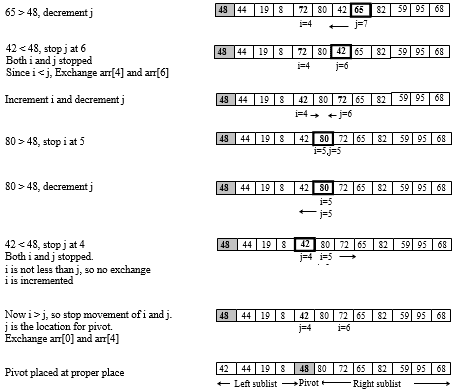 65 > 48, decrement j
48 44 19 8 72 80 42 65 82 59 95 68
i=4 j=7
42 < 48, stop j at 6
Both i and j stopped
Since i < j, Exchange arr[4] and arr[6]
48 44 19 8 72 80 42 72 65 82 59 95 68
i=4 j=6
Increment i and decrement j
48 44 19 8 42 80 72 65 82 59 95 68
i=4 j=6
80 > 48, stop i at 5
48 44 19 8 42 80 72 65 82 59 95 68
i=5,j=5
80 > 48, decrement j
48 44 19 8 42 80 72 65 82 59 95 68
i=5
j=5
42 < 48, stop j at 4
Both i and j stopped.
i is not less than j, so no exchange
i is incremented
48 44 19 8 42 80 72 65 82 59 95 68
j=4 i=5
Now i > j, so stop movement of i and j.
j is the location for pivot.
Exchange arr[0] and arr[4]
48 44 19 8 42 80 72 65 82 59 95 68
j=4 i=6
Pivot placed at proper place
42 44 19 8 48 80 72 65 82 59 95 68
Left sublist Pivot Right sublist